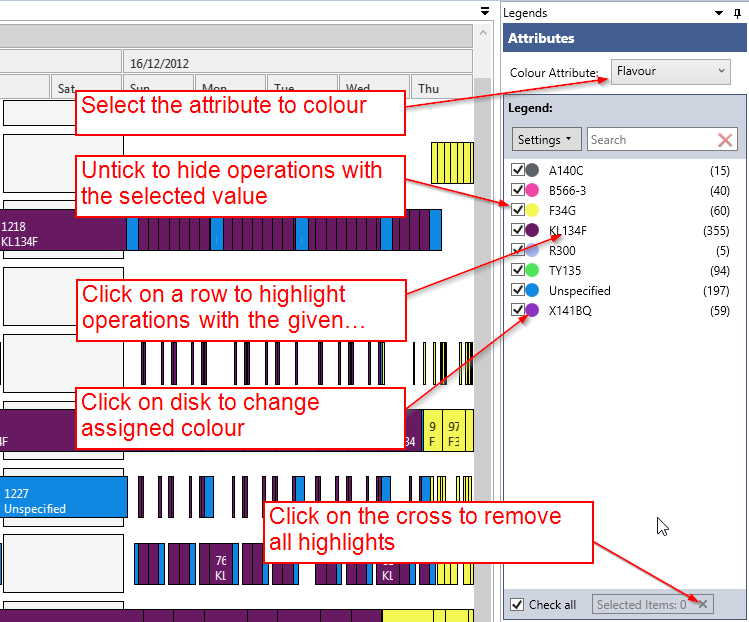 Legends
Attributes
16/12/2012
Sat
Sun
Mon
Tue
Wed
Thu
Colour Attribute:
Flavour
Select the attribute to colour
Legend:
Settings
Search
Untick to hide operations with
the selected value
A140C (15)
B566-3 (40)
F34G (60)
KL134F (355)
R300 (5)
TY135 (94)
Unspecified (197)
X141BQ (59)
1218
KL134F
Click on a row to highlight
operations with the given…
Click on disk to change
assigned colour
4F
34
9
F
97
F3
1227
Unspecified
Click on the cross to remove
all highlights
76
KL
KL
Check all
Selected Items: 0